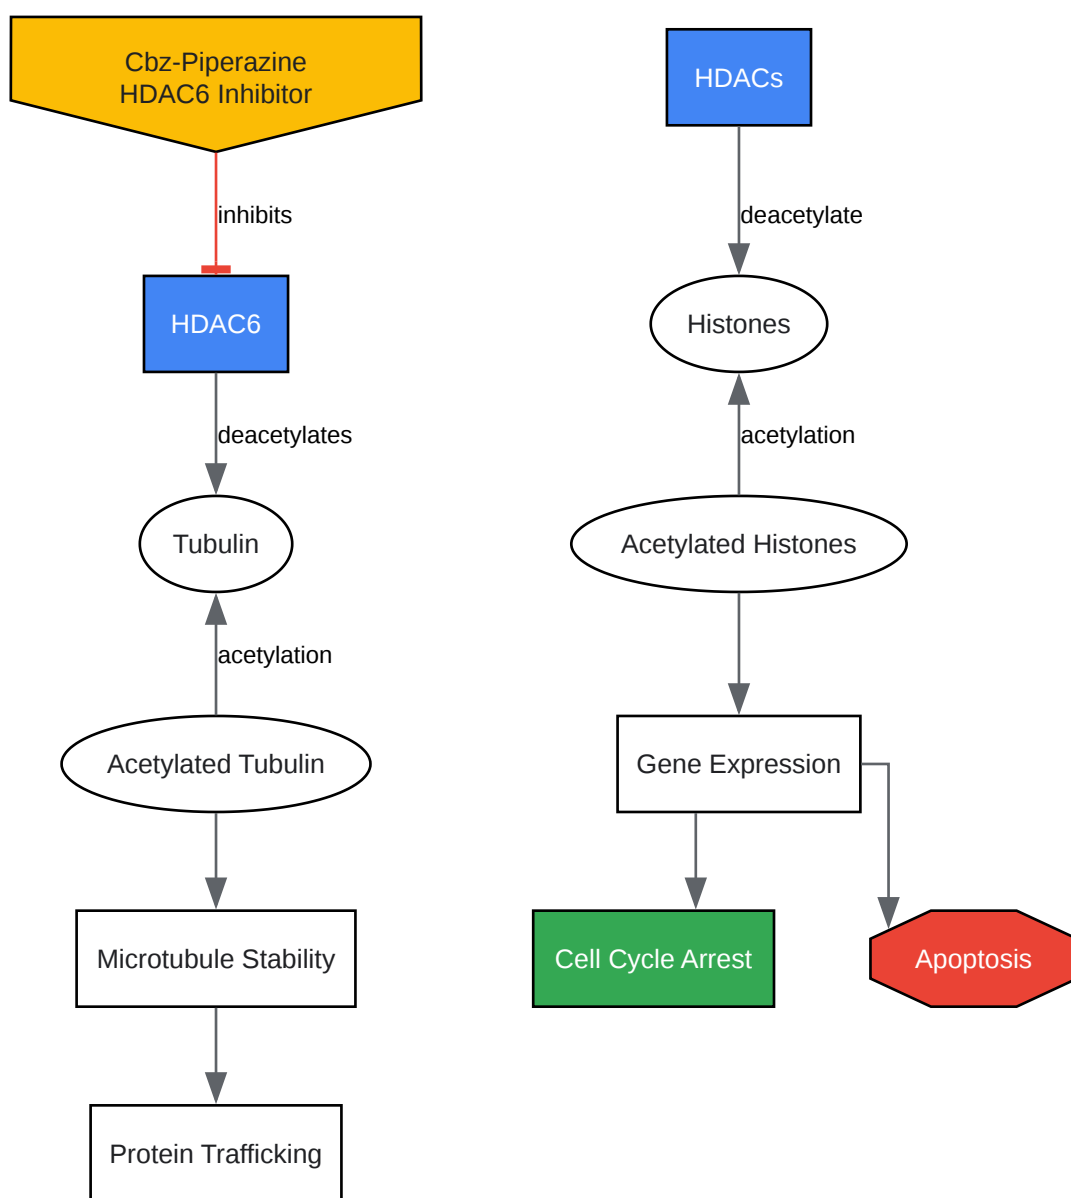 Cbz-Piperazine
HDAC6 Inhibitor
inhibits
HDAC6
deacetylates
Tubulin
acetylation
Acetylated Tubulin
Microtubule Stability
Protein Trafficking
HDACs
deacetylate
Histones
acetylation
Acetylated Histones
Gene Expression
Cell Cycle Arrest
Apoptosis